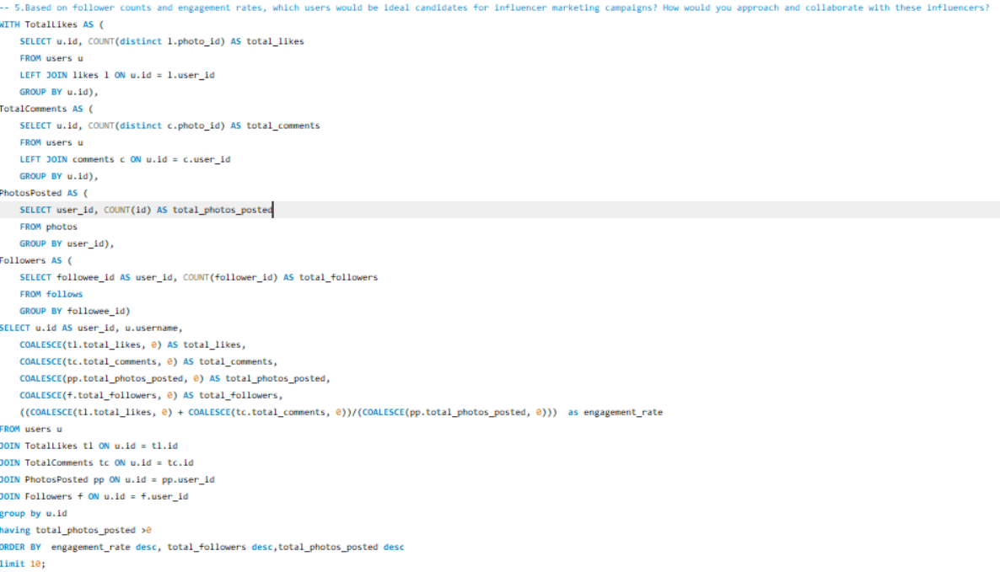 -- 5.Based on follower counts and engagement rates, which users would be ideal candidates for influencer marketing campaigns? How would you approach and collaborate with these influencers?
WITH TotalLikes AS (
SELECT u.id, COUNT(distinct l.photo_id) AS total_likes
FROM users u
LEFT JOIN likes l ON u.id = l.user_id
GROUP BY u.id),
TotalComments AS (
SELECT u.id, COUNT(distinct c.photo_id) AS total_comments
FROM users u
LEFT JOIN comments c ON u.id = c.user_id
GROUP BY u.id),
PhotosPosted AS (
SELECT user_id, COUNT(id) AS total_photos_posted
FROM photos
GROUP BY user_id),
Followers AS (
SELECT followee_id AS user_id, COUNT(follower_id) AS total_followers
FROM follows
GROUP BY followee_id)
SELECT u.id AS user_id, u.username,
COALESCE(tl.total_likes, 0) AS total_likes,
COALESCE(tc.total_comments, 0) AS total_comments,
COALESCE(pp.total_photos_posted, 0) AS total_photos_posted,
COALESCE(f.total_followers, 0) AS total_followers,
((COALESCE(tl.total_likes, 0) + COALESCE(tc.total_comments, 0))/(COALESCE(pp.total_photos_posted, 0))) as engagement_rate
FROM users u
JOIN TotalLikes tl ON u.id = tl.id
JOIN TotalComments tc ON u.id = tc.id
JOIN PhotosPosted pp ON u.id = pp.user_id
JOIN Followers f ON u.id = f.user_id
group by u.id
having total_photos_posted >0
ORDER BY engagement_rate desc, total_followers desc,total_photos_posted desc
limit 10;